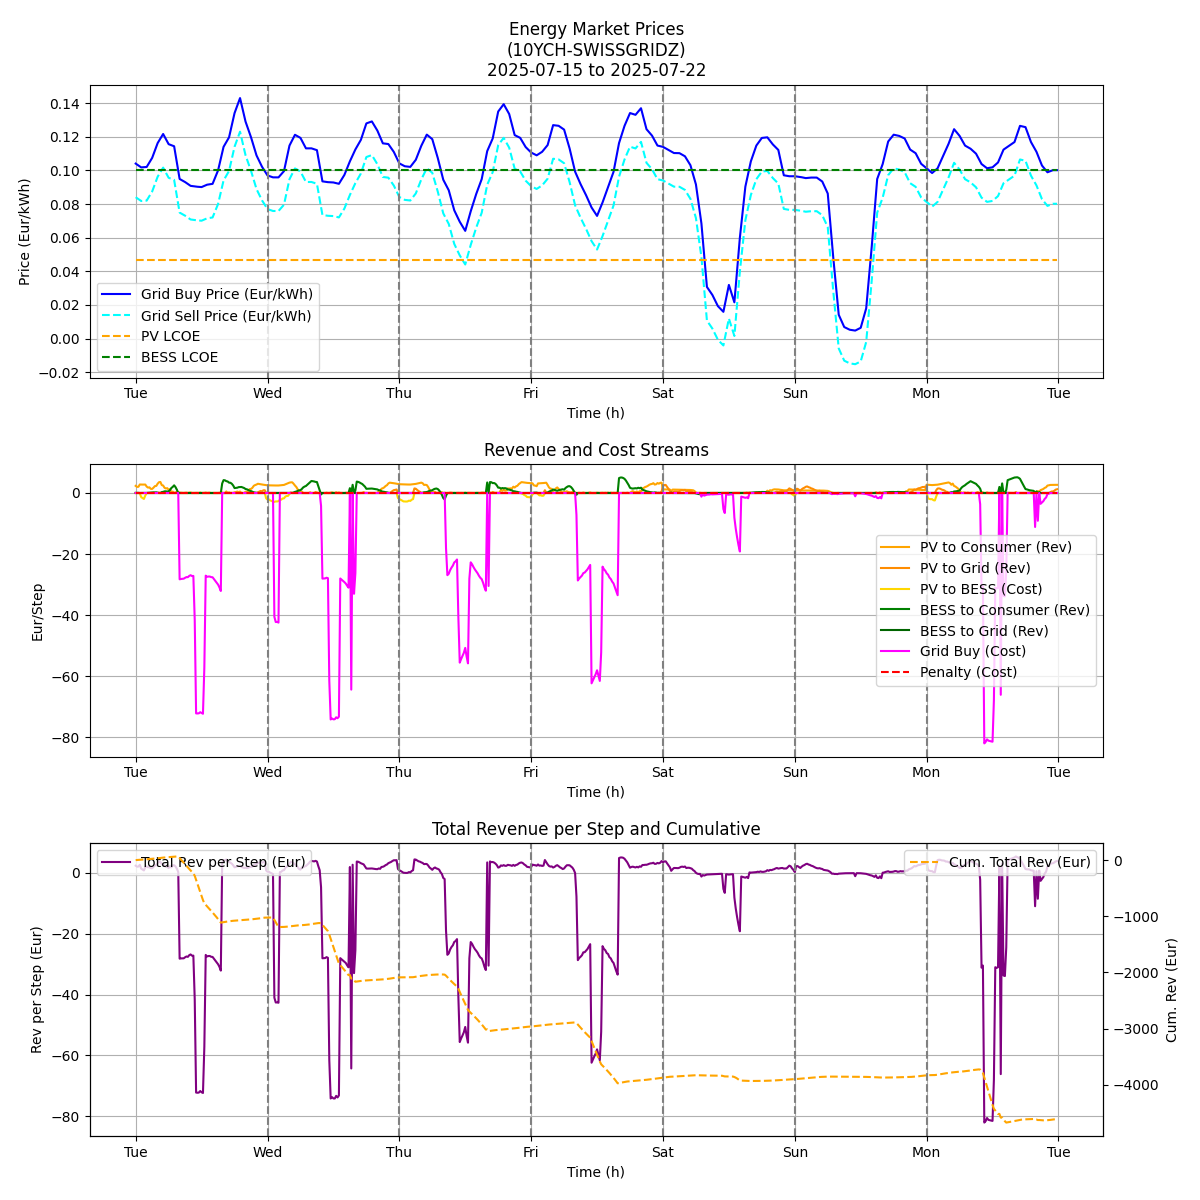 Energy Market Prices
(10YCH-SWISSGRIDZ)
2025-07-15 to 2025-07-22
Price (Eur/kWh)
0.14
0.12
0.10
0.08
0.06
0.04
0.02
0.00
−0.02
Grid Buy Price (Eur/kWh)
Grid Sell Price (Eur/kWh)
PV LCOE
BESS LCOE
Tue Wed Thu Fri Sat Sun Mon Tue
Time (h)
Revenue and Cost Streams
Eur/Step
0
−20
−40
−60
−80
PV to Consumer (Rev)
PV to Grid (Rev)
PV to BESS (Cost)
BESS to Consumer (Rev)
BESS to Grid (Rev)
Grid Buy (Cost)
Penalty (Cost)
Tue Wed Thu Fri Sat Sun Mon Tue
Time (h)
Total Revenue per Step and Cumulative
Rev per Step (Eur)
0
−20
−40
−60
−80
Total Rev per Step (Eur)
Cum. Total Rev (Eur)
0
−1000
−2000
−3000
−4000
Cum. Rev (Eur)
Tue Wed Thu Fri Sat Sun Mon Tue
Time (h)